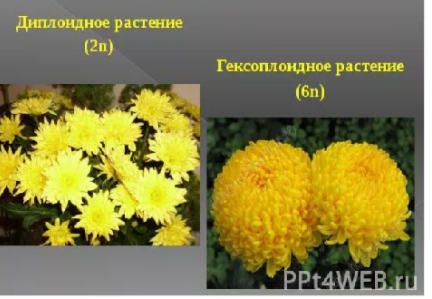 Диплоидное растение
(2n)
Гексоплоидное растение
(6n)
PPt4WEB.ru